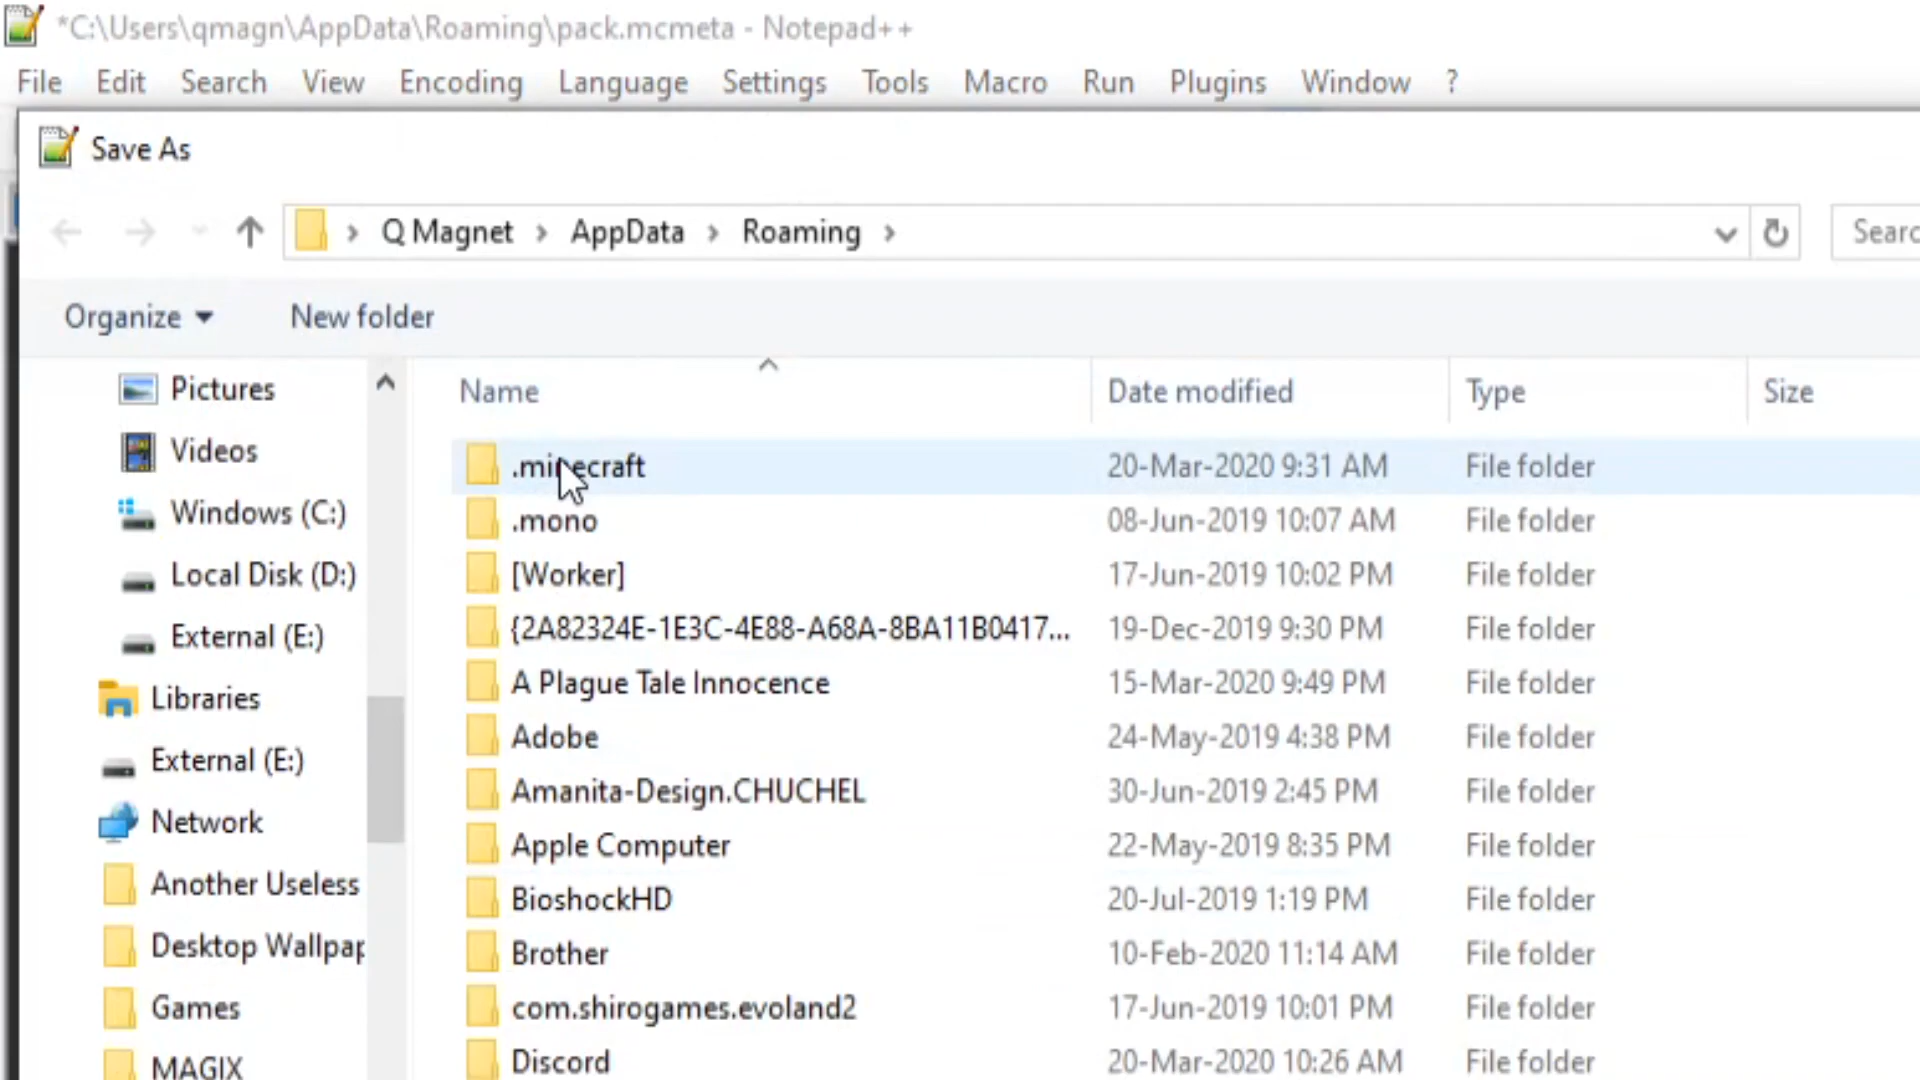 *C:\Users\qmagn\AppData\Roaming\pack.mcmeta - Notepad++
File Edit Search View Encoding Language Settings Tools Macro Run Plugins Window ?
Save As
Q Magnet > AppData > Roaming >
Searc
Organize New folder
Pictures
Videos
Windows (C:)
Local Disk (D:)
External (E:)
Libraries
External (E:)
Network
Another Useless
Desktop Wallpap
Games
MAGIX
Name Date modified Type Size
.minecraft 20-Mar-2020 9:31 AM File folder
.mono 08-Jun-2019 10:07 AM File folder
[Worker] 17-Jun-2019 10:02 PM File folder
{2A82324E-1E3C-4E88-A68A-8BA11B0417... 19-Dec-2019 9:30 PM File folder
A Plague Tale Innocence 15-Mar-2020 9:49 PM File folder
Adobe 24-May-2019 4:38 PM File folder
Amanita-Design.CHUCHEL 30-Jun-2019 2:45 PM File folder
Apple Computer 22-May-2019 8:35 PM File folder
BioshockHD 20-Jul-2019 1:19 PM File folder
Brother 10-Feb-2020 11:14 AM File folder
com.shirogames.evoland2 17-Jun-2019 10:01 PM File folder
Discord 20-Mar-2020 10:26 AM File folder